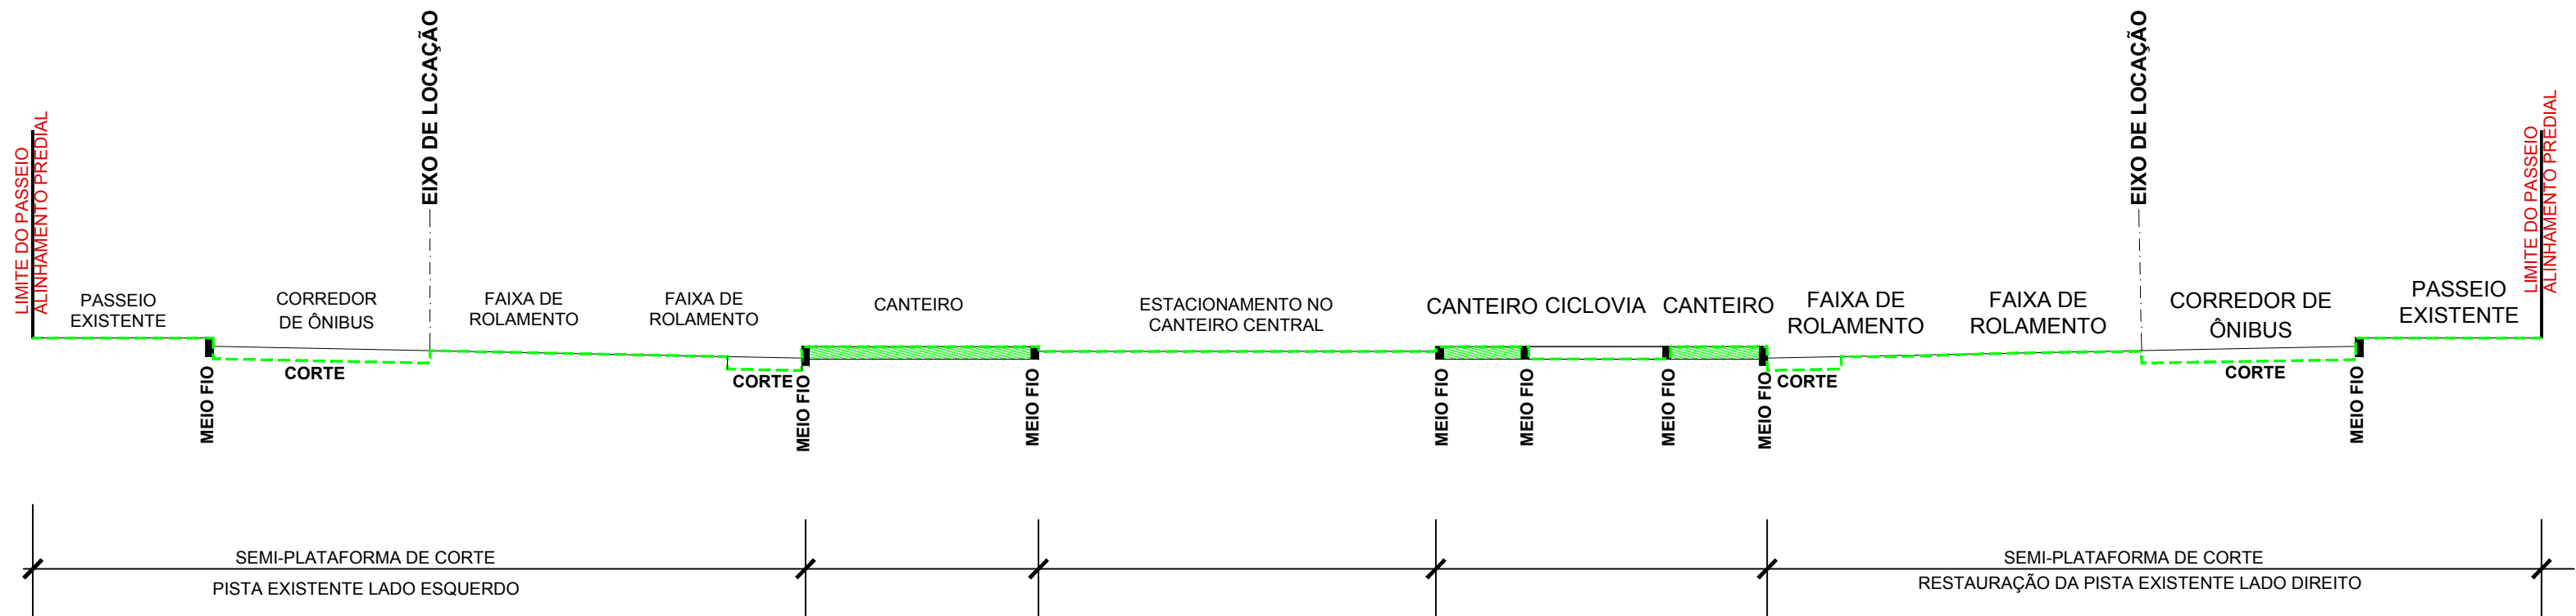 LIMITE DO PASSEIO
ALINHAMENTO PREDIAL
EIXO DE LOCAÇÃO
EIXO DE LOCAÇÃO
LIMITE DO PASSEIO
ALINHAMENTO PREDIAL
PASSEIO
EXISTENTE
CORREDOR
DE ÔNIBUS
FAIXA DE
ROLAMENTO
FAIXA DE
ROLAMENTO
CANTEIRO
ESTACIONAMENTO NO
CANTEIRO CENTRAL
CANTEIRO
CICLOVIA
CANTEIRO
FAIXA DE
ROLAMENTO
FAIXA DE
ROLAMENTO
CORREDOR DE
ÔNIBUS
PASSEIO
EXISTENTE
CORTE
CORTE
CORTE
CORTE
MEIO FIO
MEIO FIO
MEIO FIO
MEIO FIO
MEIO FIO
MEIO FIO
MEIO FIO
MEIO FIO
SEMI-PLATAFORMA DE CORTE
PISTA EXISTENTE LADO ESQUERDO
SEMI-PLATAFORMA DE CORTE
RESTAURAÇÃO DA PISTA EXISTENTE LADO DIREITO